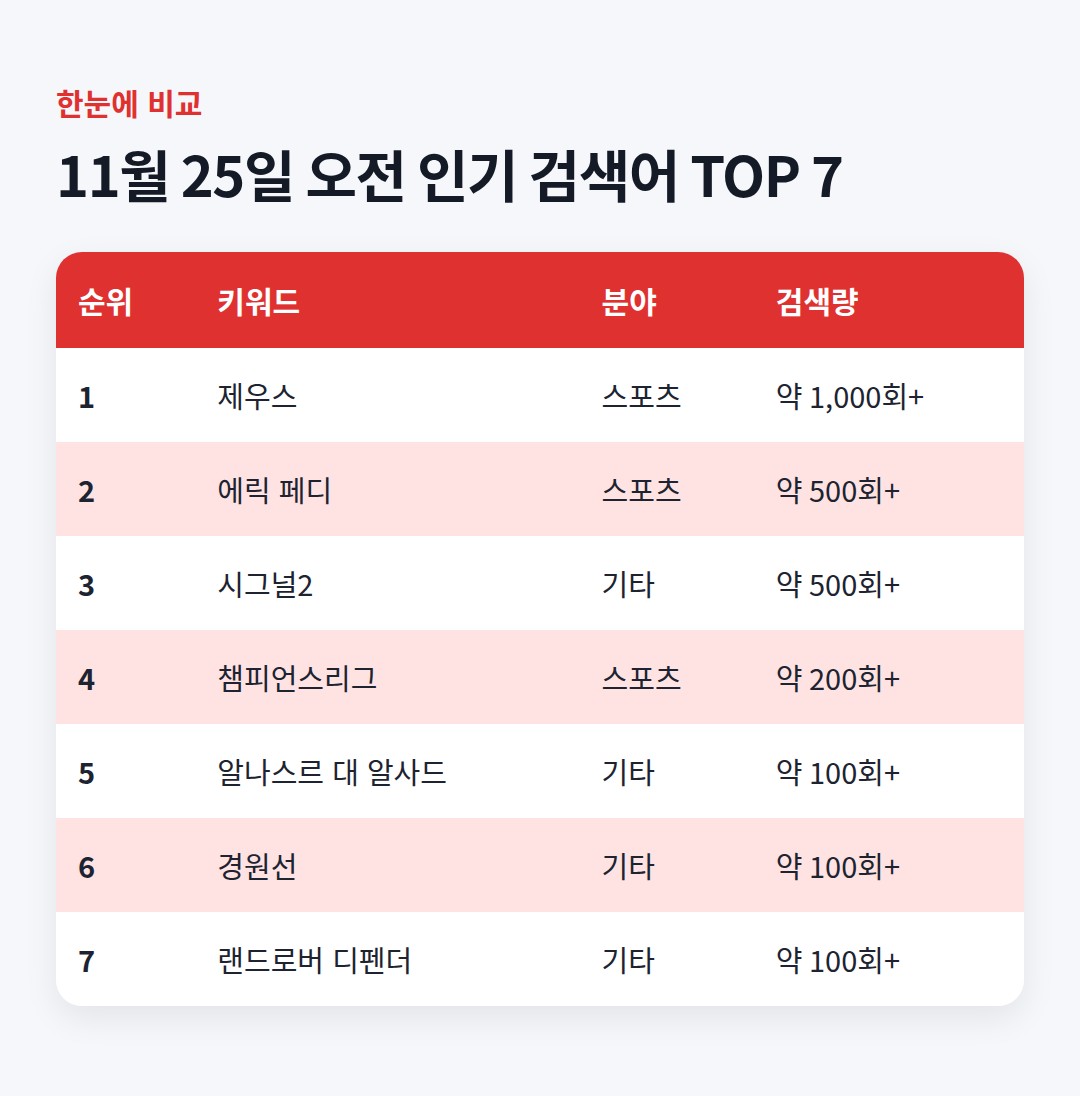 한눈에 비교
11월 25일 오전 인기 검색어 TOP 7
순위 키워드 분야 검색량
1 제우스 스포츠 약 1,000회+
2 에릭 페디 스포츠 약 500회+
3 시그널2 기타 약 500회+
4 챔피언스리그 스포츠 약 200회+
5 알나스르 대 알사드 기타 약 100회+
6 경원선 기타 약 100회+
7 랜드로버 디펜더 기타 약 100회+